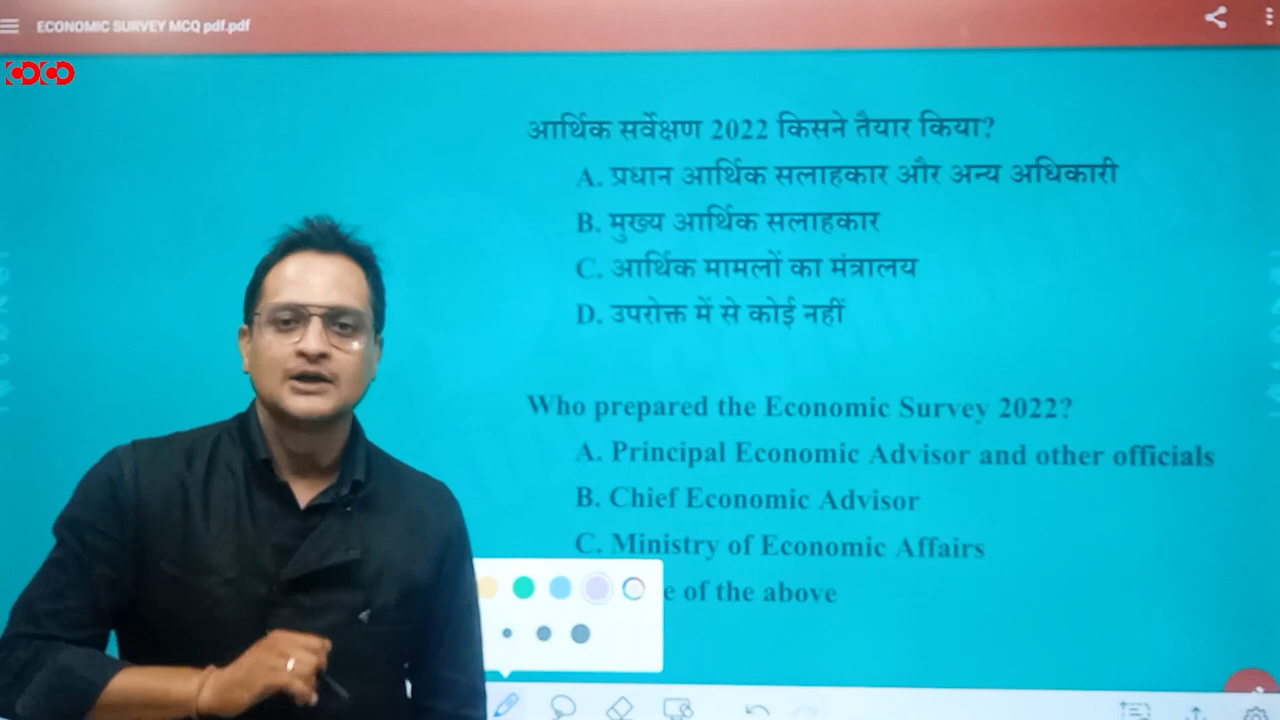 ECONOMIC SURVEY MCQ pdf.pdf
आर्थिक सर्वेक्षण 2022 किसने तैयार किया?
A. प्रधान आर्थिक सलाहकार और अन्य अधिकारी
B. मुख्य आर्थिक सलाहकार
C. आर्थिक मामलों का मंत्रालय
D. उपरोक्त में से कोई नहीं
Who prepared the Economic Survey 2022?
A. Principal Economic Advisor and other officials
B. Chief Economic Advisor
C. Ministry of Economic Affairs
e of the above